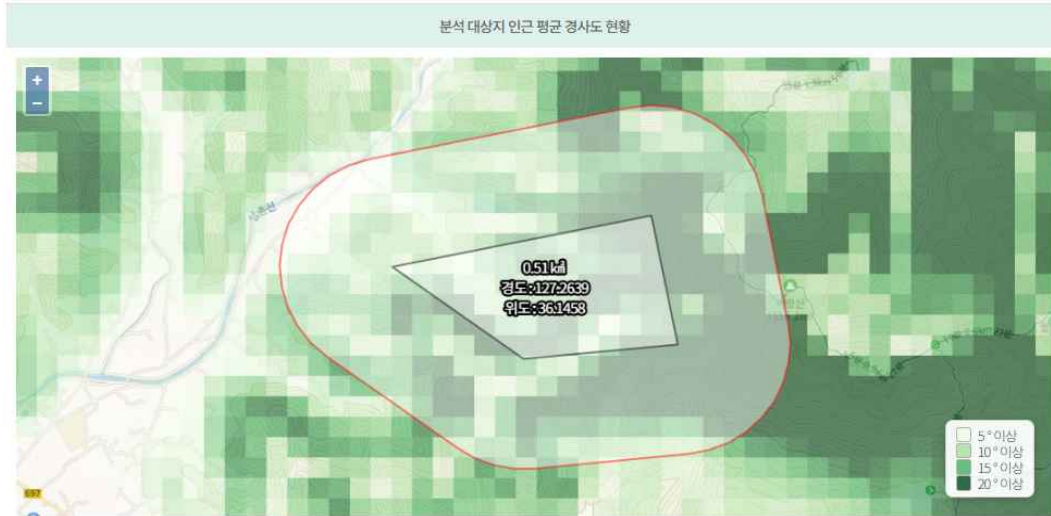 분석 대상지 인근 평균 경사도 현황
+
−
0.51㎢
경도 : 127.2639
위도 : 36.1458
697
5° 이상
10° 이상
15° 이상
20° 이상